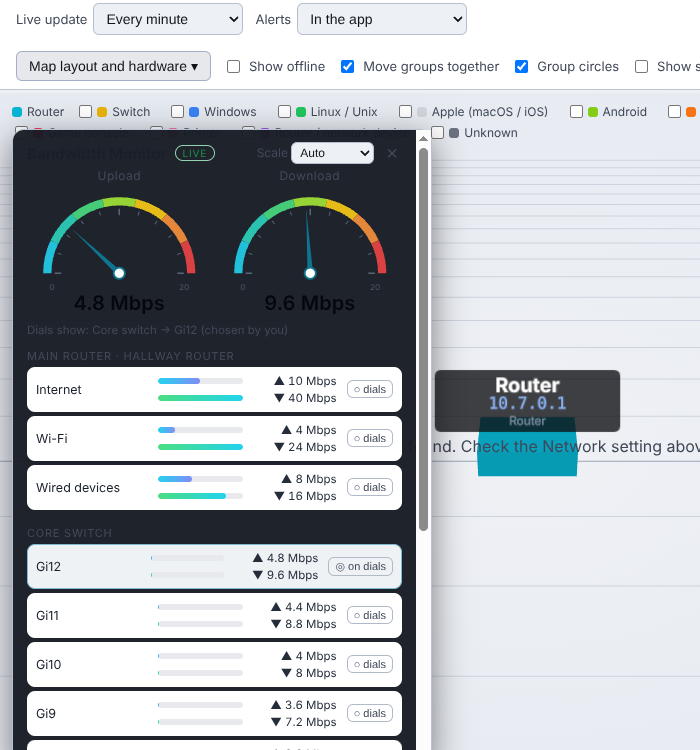 Live update Every minute Alerts In the app
Map layout and hardware ▾ Show offline Move groups together Group circles Show s
Router Switch Windows Linux / Unix Apple (macOS / iOS) Android
Unknown
Bandwidth Monitor LIVE Scale Auto ×
Upload Download
0 20 0 20
4.8 Mbps 9.6 Mbps
Dials show: Core switch → Gi12 (chosen by you)
MAIN ROUTER · HALLWAY ROUTER
Internet ▲ 10 Mbps ▼ 40 Mbps ○ dials
Wi-Fi ▲ 4 Mbps ▼ 24 Mbps ○ dials
Wired devices ▲ 8 Mbps ▼ 16 Mbps ○ dials
CORE SWITCH
Gi12 ▲ 4.8 Mbps ▼ 9.6 Mbps ◎ on dials
Gi11 ▲ 4.4 Mbps ▼ 8.8 Mbps ○ dials
Gi10 ▲ 4 Mbps ▼ 8 Mbps ○ dials
Gi9 ▲ 3.6 Mbps ▼ 7.2 Mbps ○ dials
Router
10.7.0.1
Router
nd. Check the Network setting abov